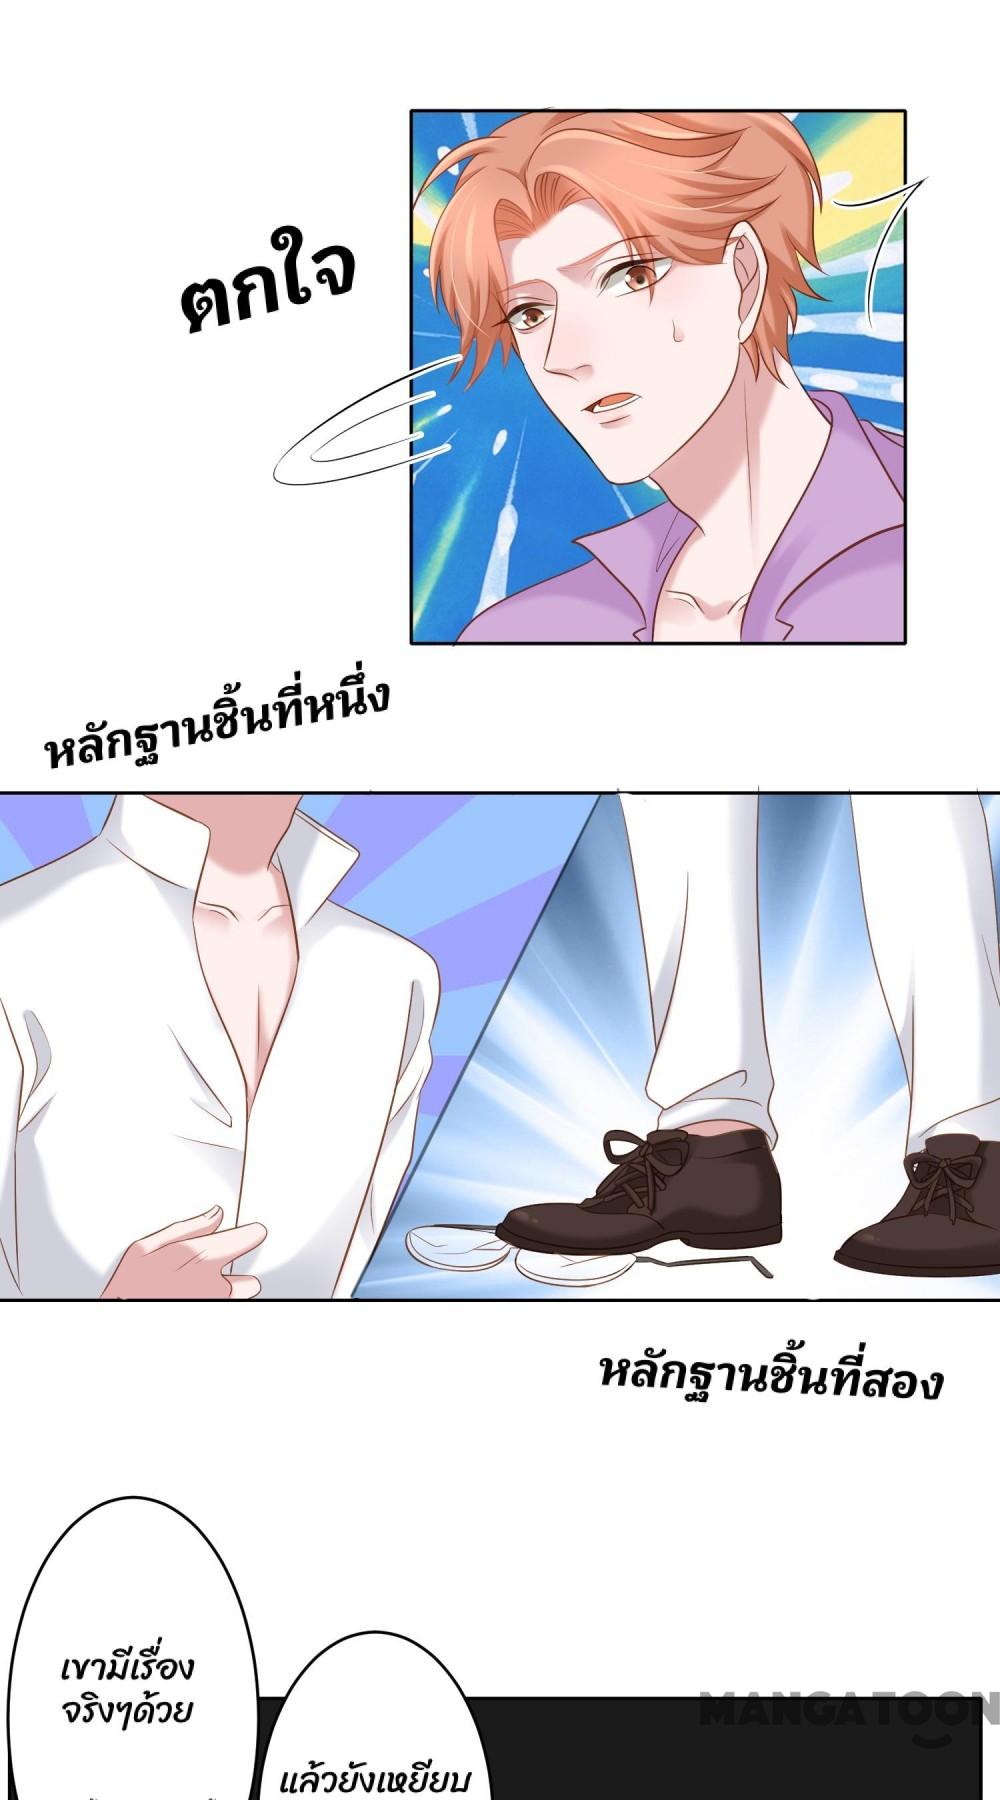 ตกใจ
หลักฐานชิ้นที่หนึ่ง
หลักฐานชิ้นที่สอง
เขามีเรื่อง
จริงๆด้วย
MANGATOON
แล้วยังเหยียบ